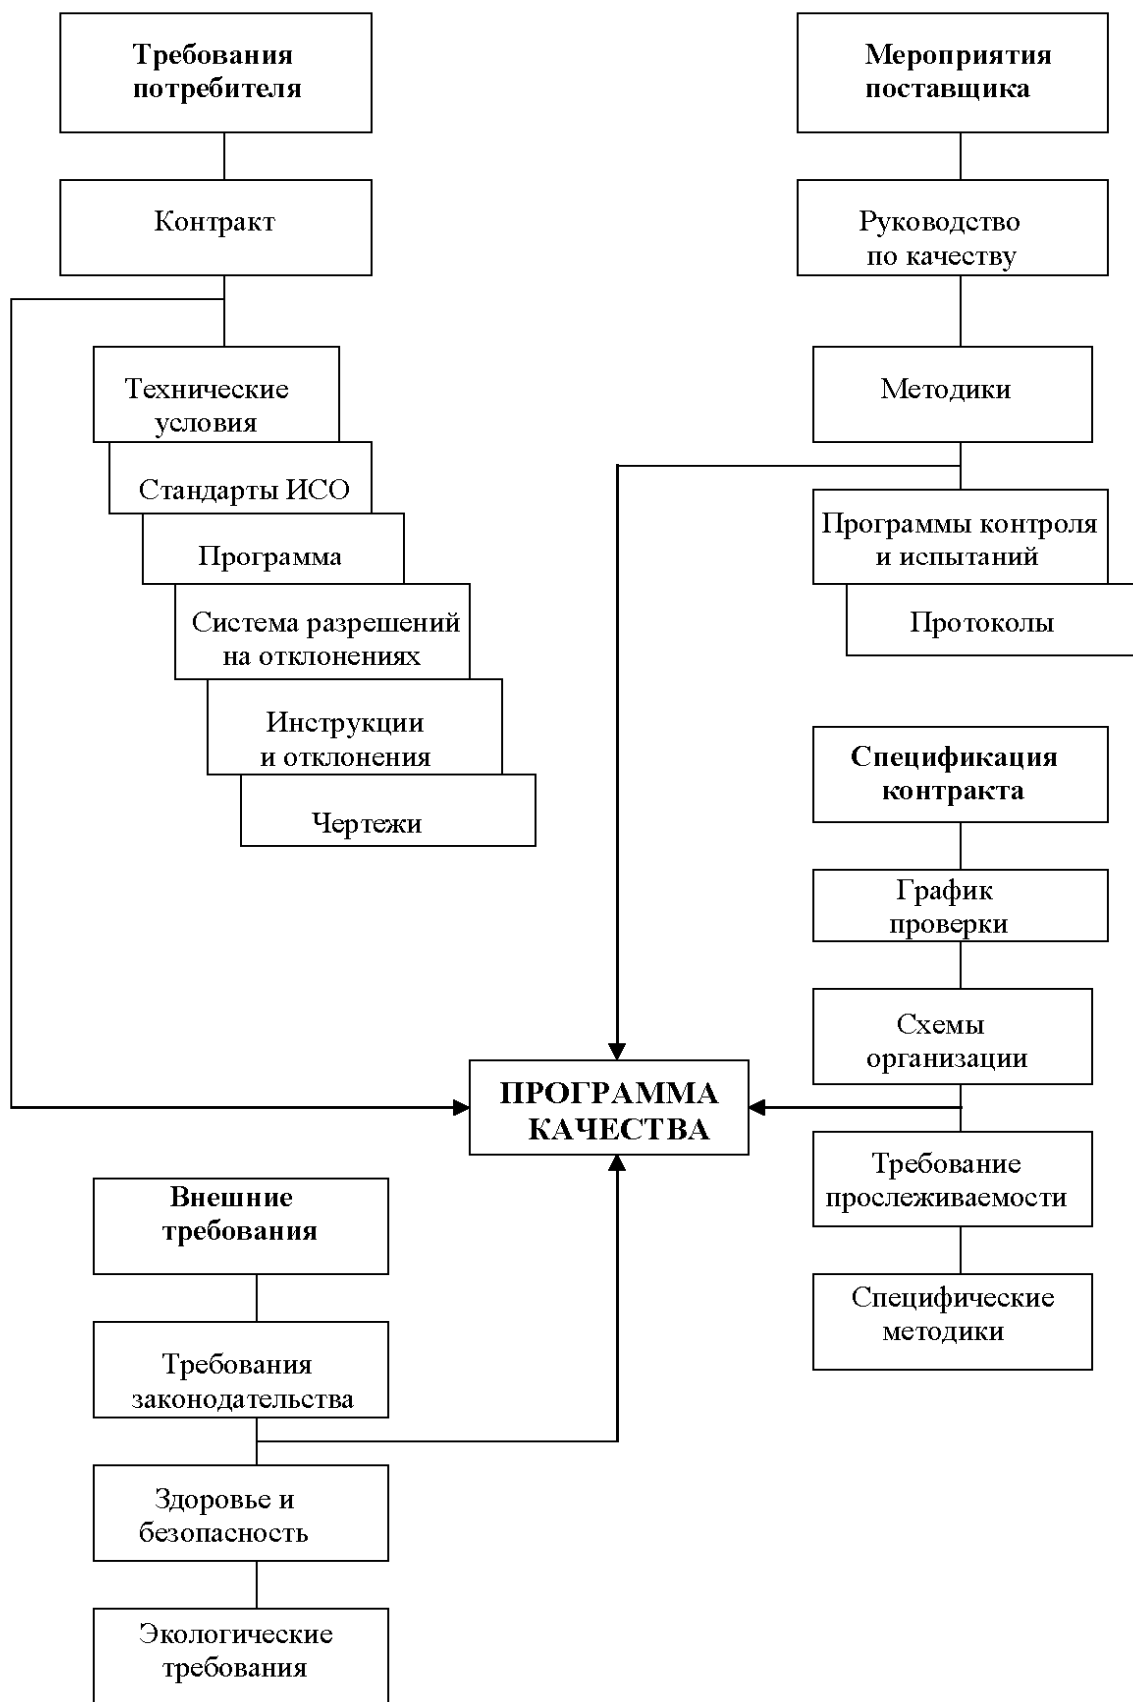 Требования
потребителя
Контракт
Технические
условия
Стандарты ИСО
Программа
Система разрешений
на отклонениях
Инструкции
и отклонения
Чертежи
Мероприятия
поставщика
Руководство
по качеству
Методики
Программы контроля
и испытаний
Протоколы
Спецификация
контракта
График
проверки
Схемы
организации
Требование
прослеживаемости
Специфические
методики
ПРОГРАММА
КАЧЕСТВА
Внешние
требования
Требования
законодательства
Здоровье и
безопасность
Экологические
требования